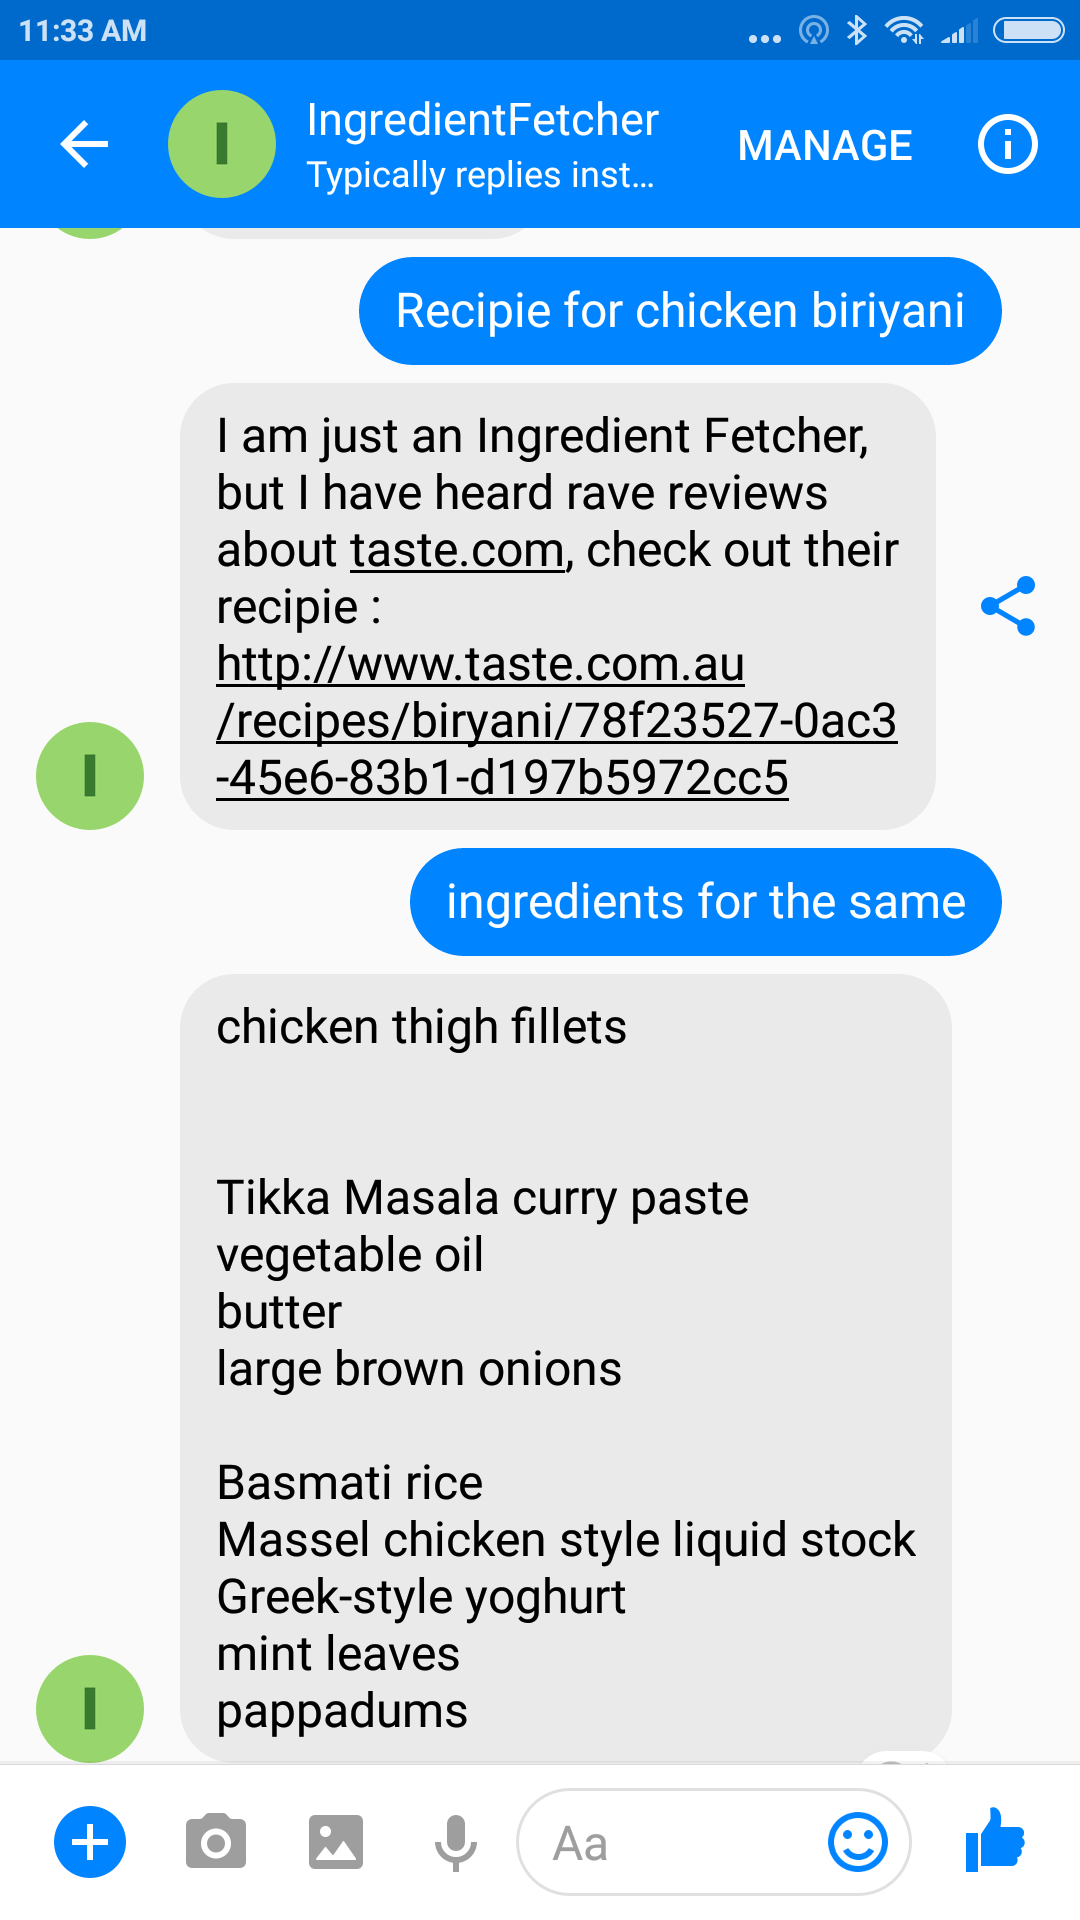 11:33 AM
I
IngredientFetcher
Typically replies inst...
MANAGE
Recipie for chicken biriyani
I am just an Ingredient Fetcher,
but I have heard rave reviews
about taste.com, check out their
recipie :
http://www.taste.com.au
/recipes/biryani/78f23527-0ac3
-45e6-83b1-d197b5972cc5
I
ingredients for the same
chicken thigh fillets
Tikka Masala curry paste
vegetable oil
butter
large brown onions
Basmati rice
Massel chicken style liquid stock
Greek-style yoghurt
mint leaves
pappadums
I
Aa